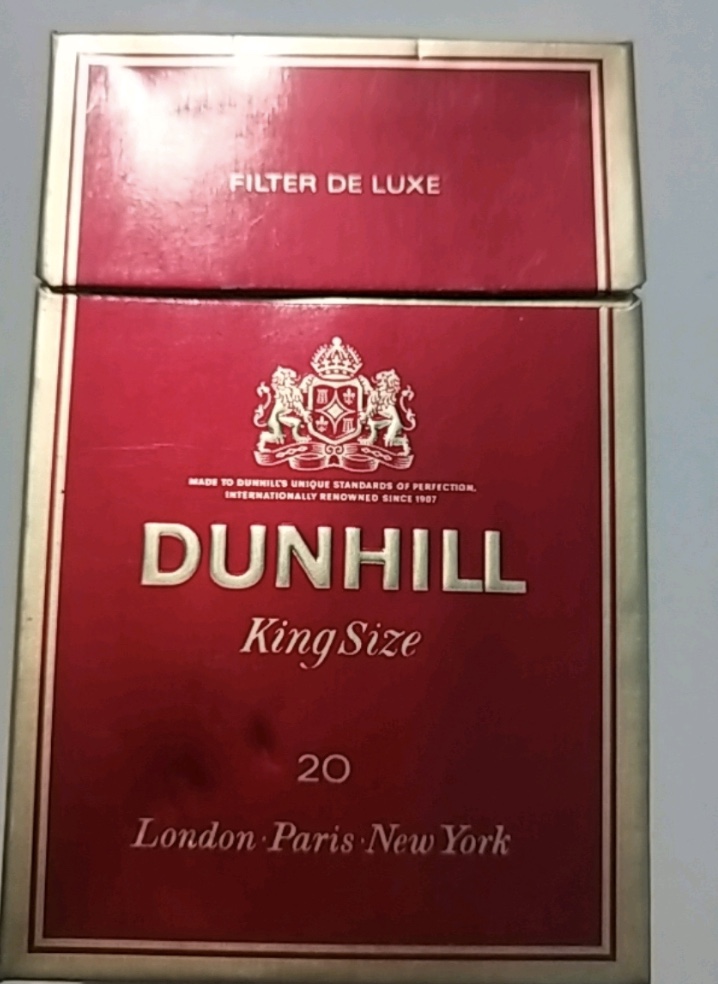 FILTER DE LUXE
MADE TO DUNHILL'S UNIQUE STANDARDS OF PERFECTION.
INTERNATIONALLY RENOWNED SINCE 1907
DUNHILL
King Size
20
London·Paris·New York